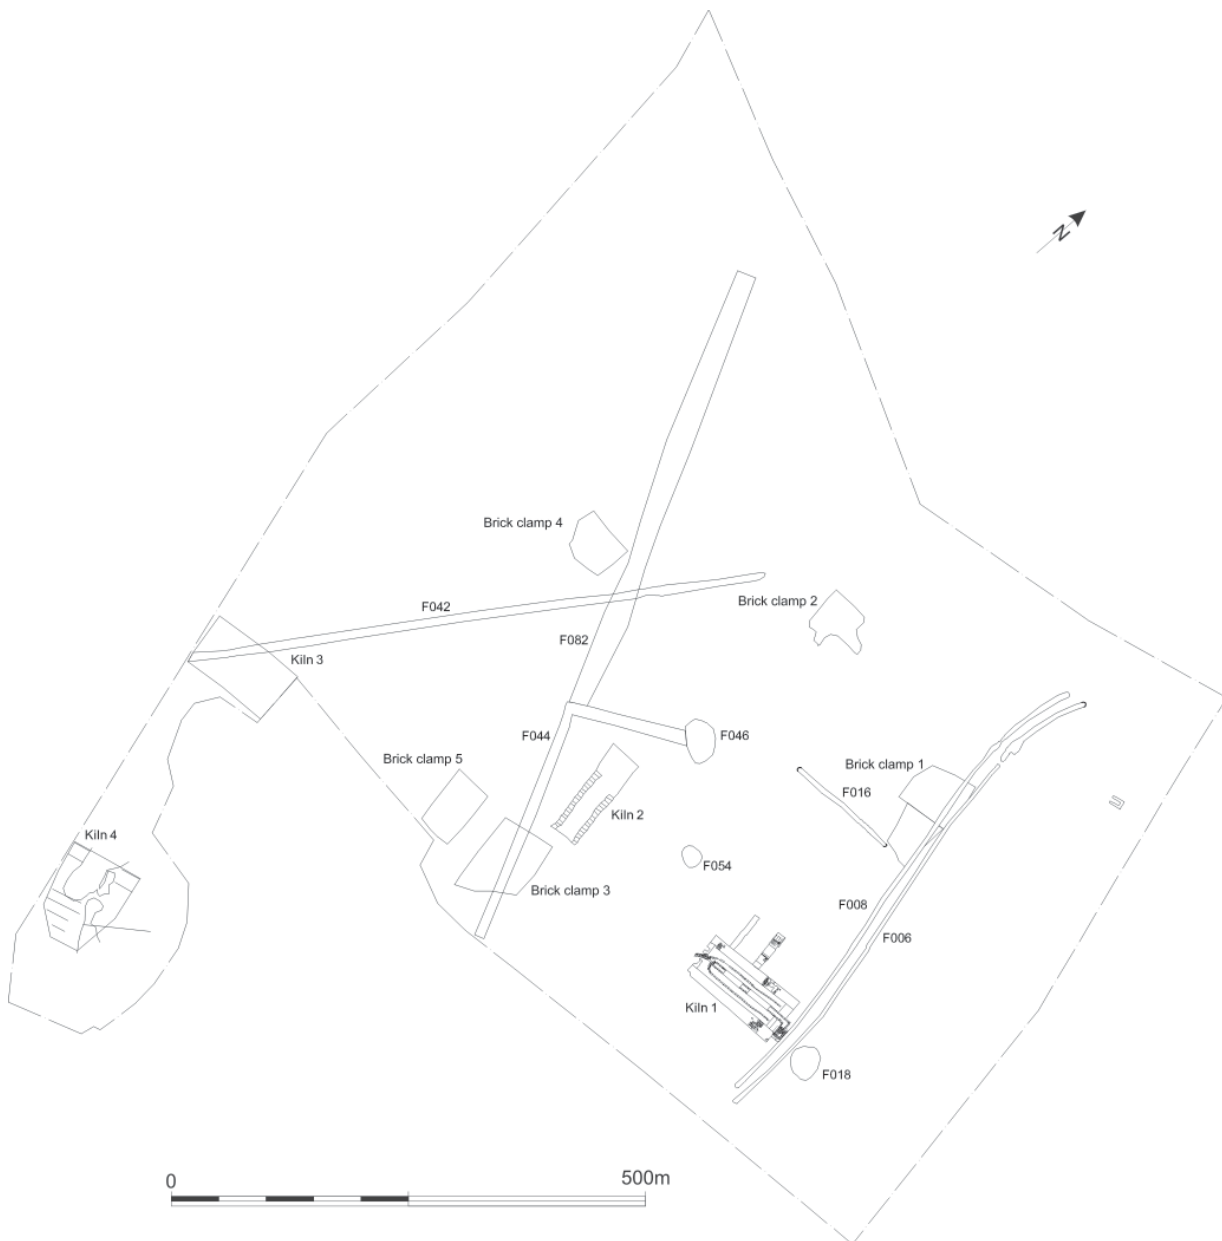 N
Brick clamp 4
Brick clamp 2
F042
F082
Kiln 3
F044
F046
Brick clamp 5
Brick clamp 1
F016
Kiln 2
Kiln 4
F054
Brick clamp 3
F008
F006
Kiln 1
F018
0
500m